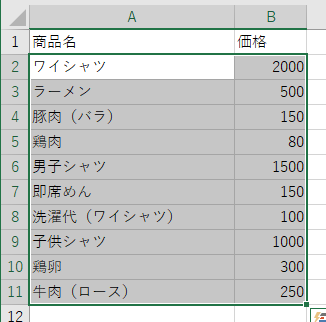 A B
1 商品名 価格
2 ワイシャツ 2000
3 ラーメン 500
4 豚肉（バラ） 150
5 鶏肉 80
6 男子シャツ 1500
7 即席めん 150
8 洗濯代（ワイシャツ） 100
9 子供シャツ 1000
10 鶏卵 300
11 牛肉（ロース） 250
12